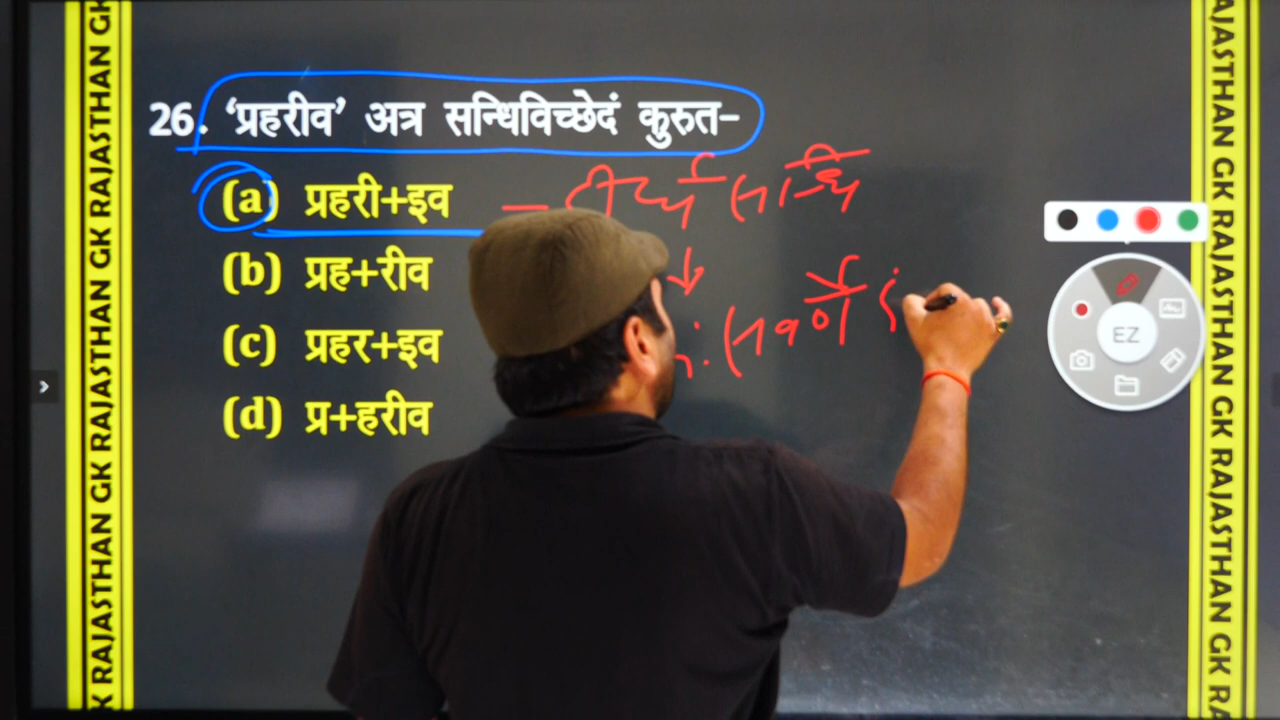 26. ‘प्रहरीव’ अत्र सन्धिविच्छेदं कुरुत–
(a) प्रहरी+इव – दीर्घ सन्धि
(b) प्रह+रीव
(c) प्रहर+इव
(d) प्र+हरीव
सवर्ण
EZ
RAJASTHAN GK RAJASTHAN GK RAJASTHAN GK
RAJASTHAN GK RAJASTHAN GK RAJASTHAN GK